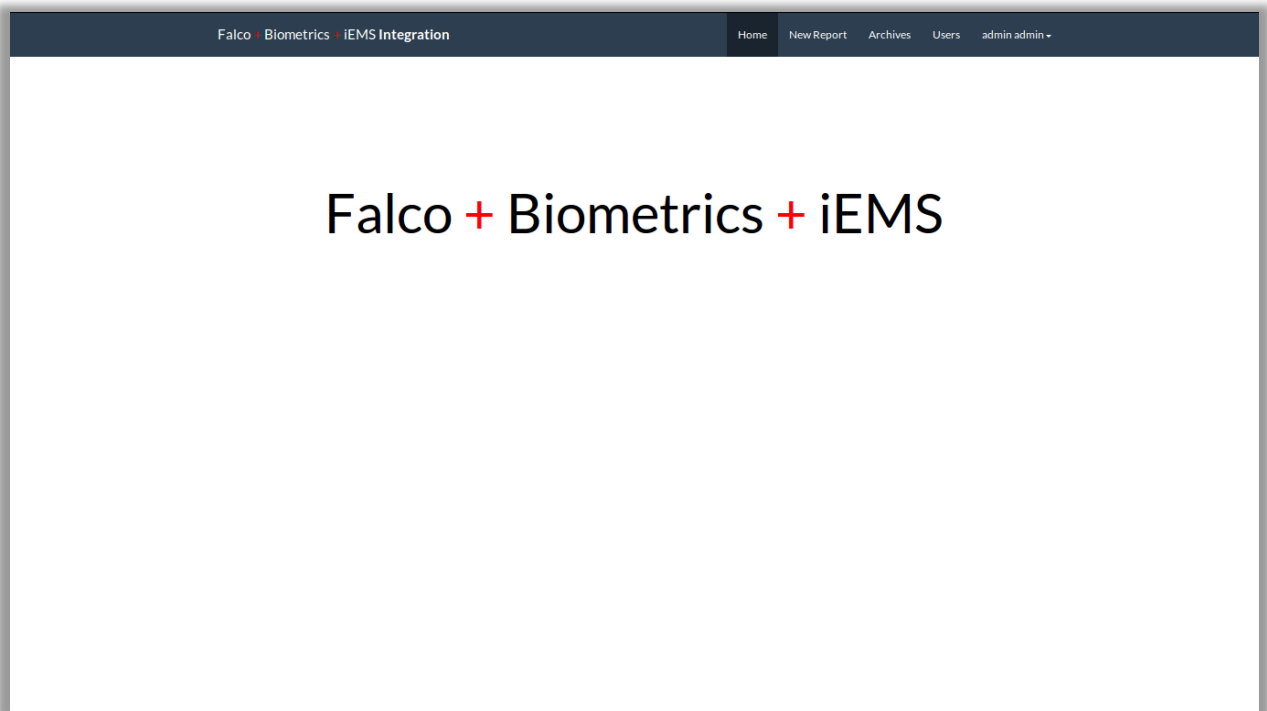 Falco + Biometrics + iEMS Integration
Home New Report Archives Users admin admin
Falco + Biometrics + iEMS